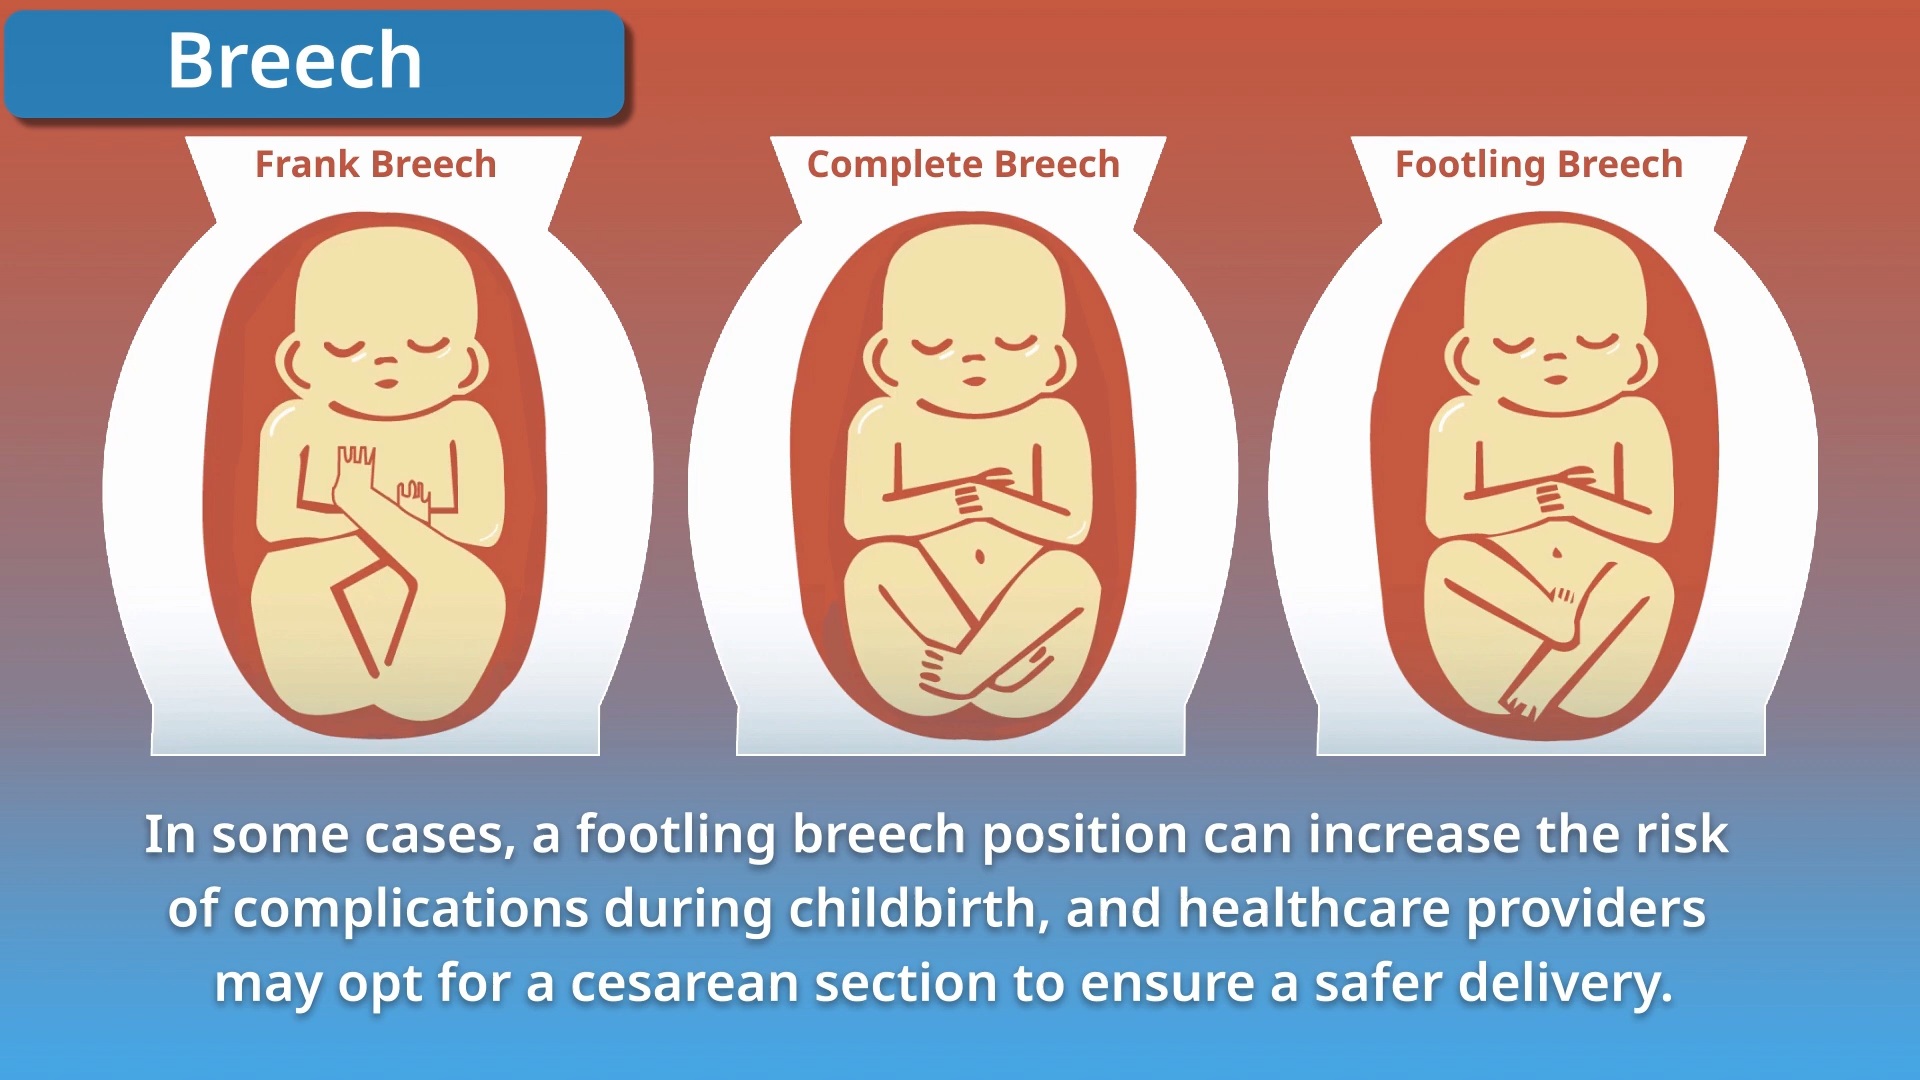 Breech
Frank Breech
Complete Breech
Footling Breech
In some cases, a footling breech position can increase the risk
of complications during childbirth, and healthcare providers
may opt for a cesarean section to ensure a safer delivery.